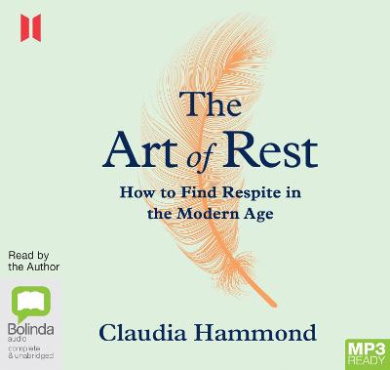 The
Art of Rest
How to Find Respite in
the Modern Age
Read by
the Author
Bolinda
audio
complete
& unabridged
Claudia Hammond
MP3
READY